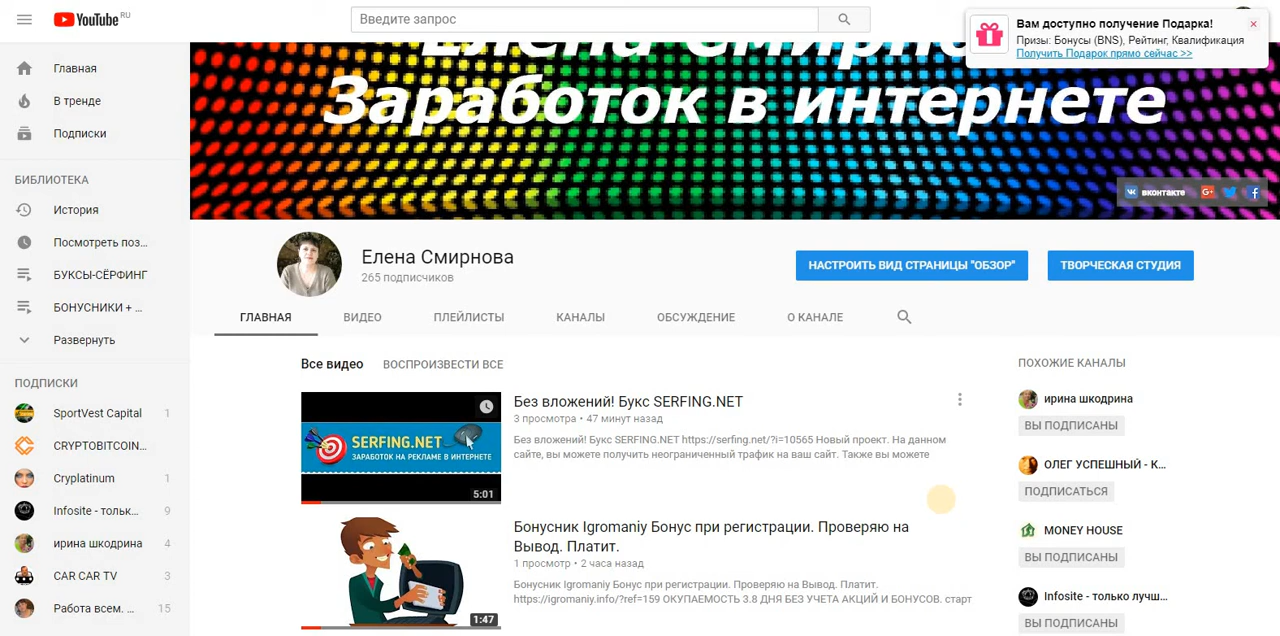 YouTube RU
Введите запрос
Вам доступно получение Подарка!
Призы: Бонусы (BNS), Рейтинг, Квалификация
Получить Подарок прямо сейчас >>
Главная
В тренде
Подписки
БИБЛИОТЕКА
История
Посмотреть поз...
БУКСЫ-СЁРФИНГ
БОНУСНИКИ + ...
Развернуть
ПОДПИСКИ
SportVest Capital 1
CRYPTOBITCOIN...
Cryplatinum 1
Infosite - тольк... 9
ирина шкодрина 4
CAR CAR TV 3
Работа всем. ... 15
Елена Смирно
Заработок в интернете
вконтакте
Елена Смирнова
265 подписчиков
НАСТРОИТЬ ВИД СТРАНИЦЫ "ОБЗОР"
ТВОРЧЕСКАЯ СТУДИЯ
ГЛАВНАЯ
ВИДЕО
ПЛЕЙЛИСТЫ
КАНАЛЫ
ОБСУЖДЕНИЕ
О КАНАЛЕ
Все видео
ВОСПРОИЗВЕСТИ ВСЕ
SERFING.NET
ЗАРАБОТОК НА РЕКЛАМЕ В ИНТЕРНЕТЕ
5:01
Без вложений! Букс SERFING.NET
3 просмотра • 47 минут назад
Без вложений! Букс SERFING.NET https://serfing.net/?i=10565 Новый проект. На данном
сайте, вы можете получить неограниченный трафик на ваш сайт. Также вы можете
1:47
Бонусник Igromaniy Бонус при регистрации. Проверяю на
Вывод. Платит.
1 просмотр • 2 часа назад
Бонусник Igromaniy Бонус при регистрации. Проверяю на Вывод. Платит.
https://igromaniy.info/?ref=159 ОКУПАЕМОСТЬ 3.8 ДНЯ БЕЗ УЧЕТА АКЦИЙ И БОНУСОВ. старт
ПОХОЖИЕ КАНАЛЫ
ирина шкодрина
ВЫ ПОДПИСАНЫ
ОЛЕГ УСПЕШНЫЙ - К...
ПОДПИСАТЬСЯ
MONEY HOUSE
ВЫ ПОДПИСАНЫ
Infosite - только лучш...
ВЫ ПОДПИСАНЫ